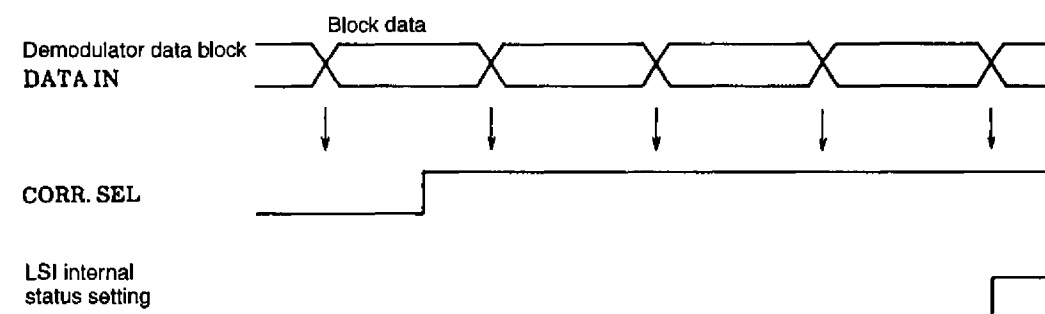 Block data
Demodulator data block
DATA IN
CORR. SEL
LSI internal
status setting